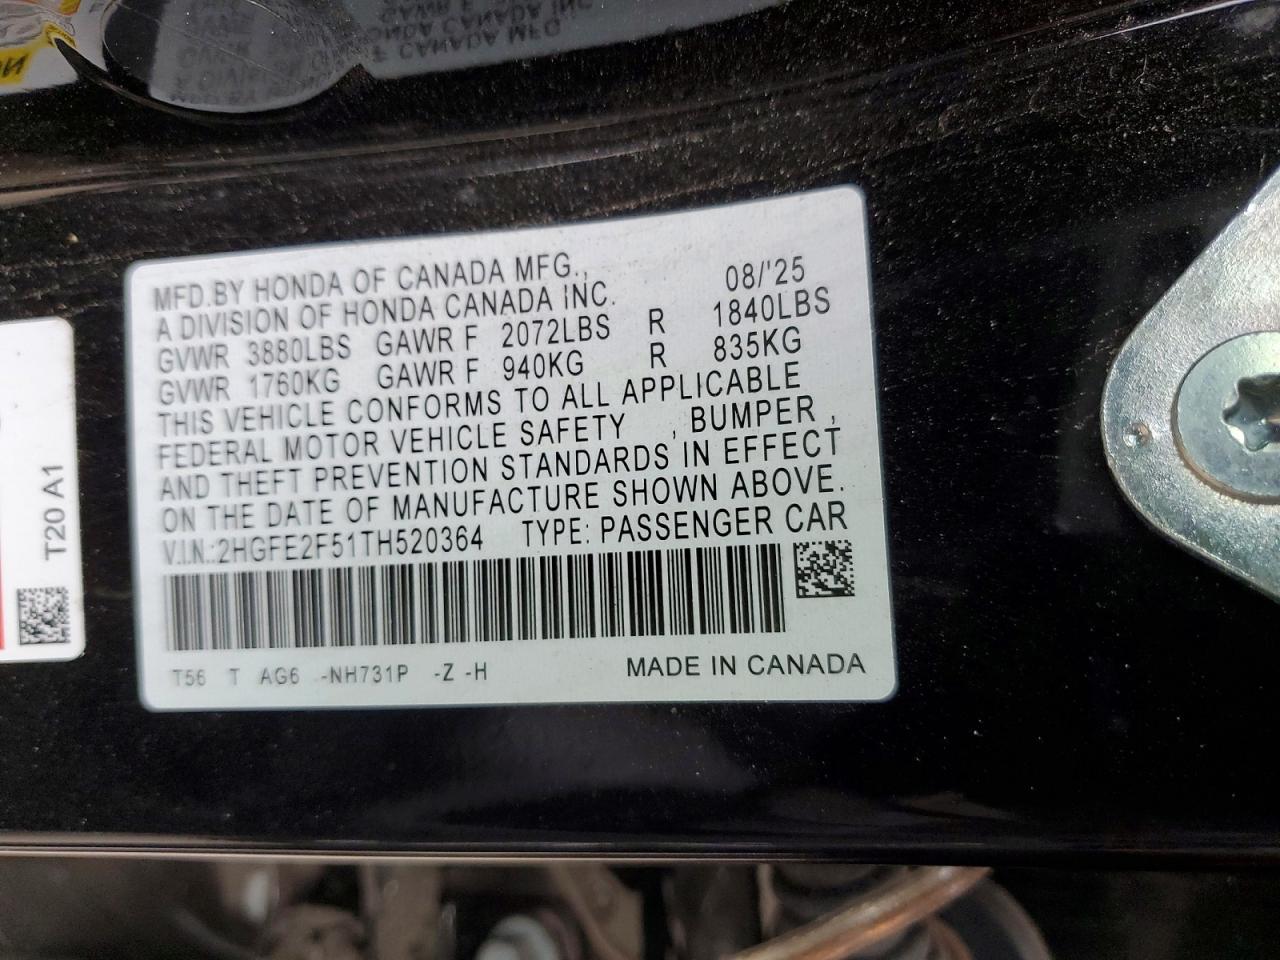 MFD.BY HONDA OF CANADA MFG., 08/'25
A DIVISION OF HONDA CANADA INC.
GVWR 3880LBS GAWR F 2072LBS R 1840LBS
GVWR 1760KG GAWR F 940KG R 835KG
THIS VEHICLE CONFORMS TO ALL APPLICABLE
FEDERAL MOTOR VEHICLE SAFETY , BUMPER ,
AND THEFT PREVENTION STANDARDS IN EFFECT
ON THE DATE OF MANUFACTURE SHOWN ABOVE.
V.I.N.:2HGFE2F51TH520364 TYPE: PASSENGER CAR
T56 T AG6 -NH731P -Z -H MADE IN CANADA
T20 A1